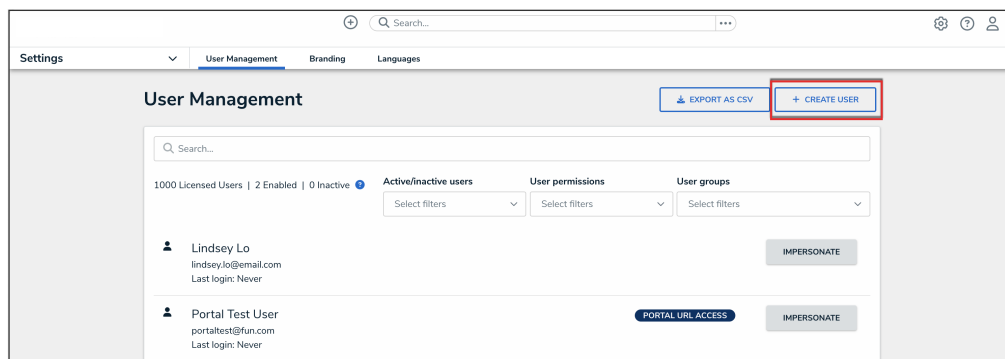 Search...
Settings User Management Branding Languages
User Management EXPORT AS CSV + CREATE USER
Search...
Active/inactive users User permissions User groups
1000 Licensed Users | 2 Enabled | 0 Inactive
Select filters Select filters Select filters
Lindsey Lo IMPERSONATE
lindsey.lo@email.com
Last login: Never
Portal Test User PORTAL URL ACCESS IMPERSONATE
portaltest@fun.com
Last login: Never